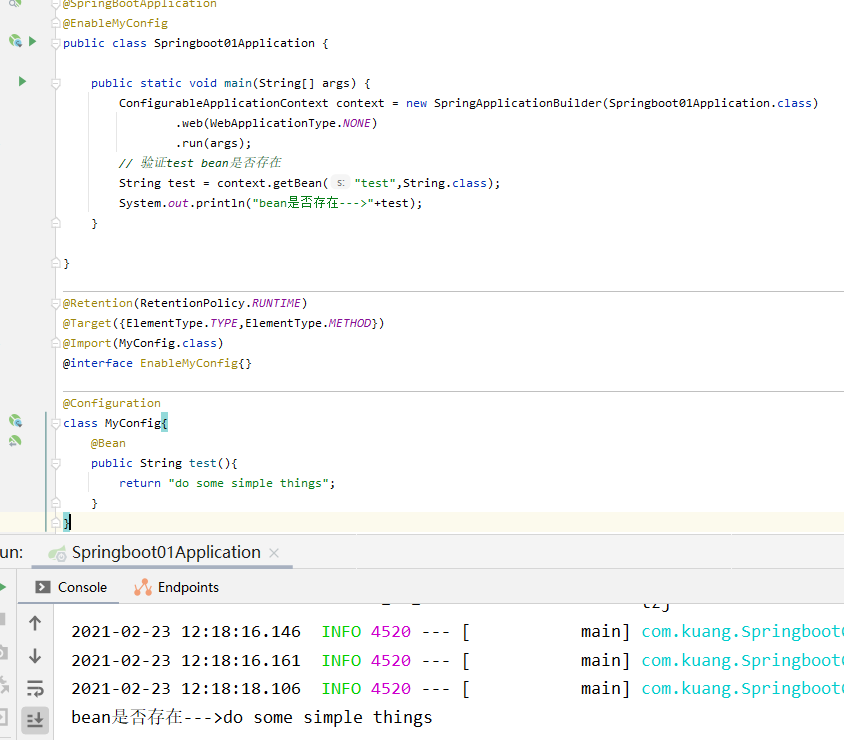 @SpringBootApplication
@EnableMyConfig
public class Springboot01Application {
public static void main(String[] args) {
ConfigurableApplicationContext context = new SpringApplicationBuilder(Springboot01Application.class)
.web(WebApplicationType.NONE)
.run(args);
// 验证test bean是否存在
String test = context.getBean( s: "test",String.class);
System.out.println("bean是否存在--->"+test);
}
}
@Retention(RetentionPolicy.RUNTIME)
@Target({ElementType.TYPE,ElementType.METHOD})
@Import(MyConfig.class)
@interface EnableMyConfig{}
@Configuration
class MyConfig{
@Bean
public String test(){
return "do some simple things";
}
}
un: Springboot01Application ×
Console Endpoints
2021-02-23 12:18:16.146 INFO 4520 --- [ main] com.kuang.Springboot
2021-02-23 12:18:16.161 INFO 4520 --- [ main] com.kuang.Springboot
2021-02-23 12:18:18.106 INFO 4520 --- [ main] com.kuang.Springboot
bean是否存在--->do some simple things